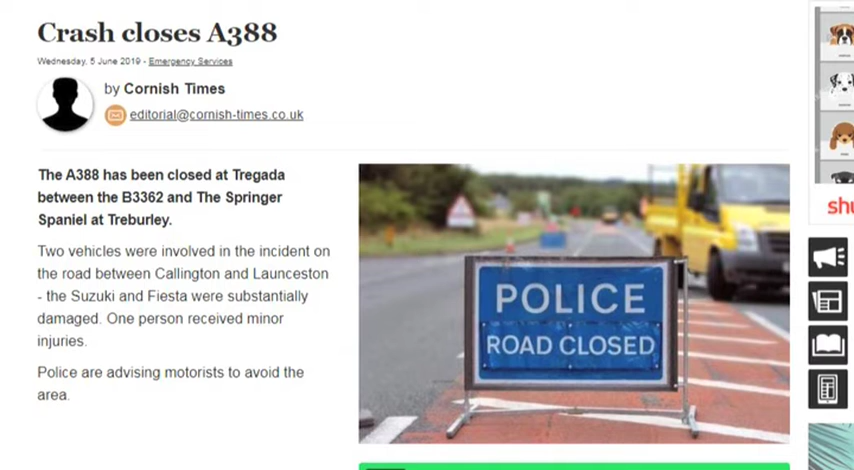 Crash closes A388
Wednesday, 5 June 2019 - Emergency Services
by Cornish Times
editorial@cornish-times.co.uk
The A388 has been closed at Tregada
between the B3362 and The Springer
Spaniel at Treburley.
Two vehicles were involved in the incident on
the road between Callington and Launceston
- the Suzuki and Fiesta were substantially
damaged. One person received minor
injuries.
Police are advising motorists to avoid the
area.
POLICE
ROAD CLOSED
shu